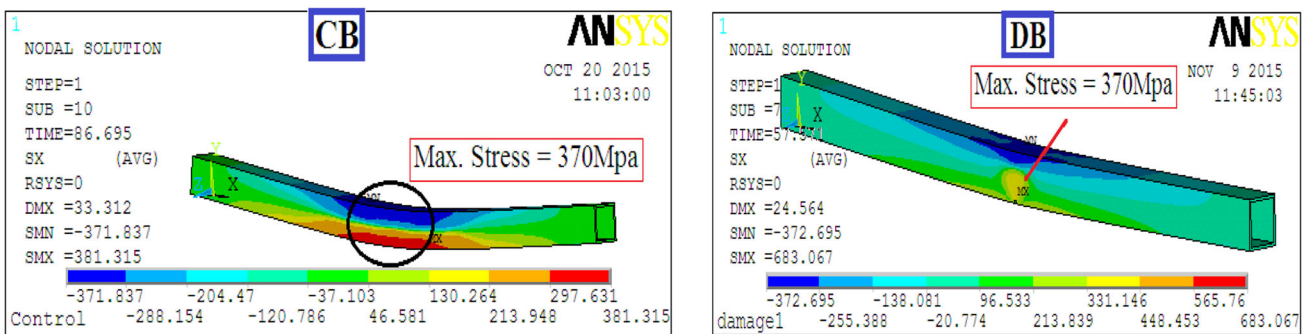 1
CB
ANSYS
NODAL SOLUTION
OCT 20 2015
11:03:00
STEP=1
SUB =10
TIME=86.695
SX (AVG)
RSYS=0
DMX =33.312
SMN =-371.837
SMX =381.315
Max. Stress = 370Mpa
Y
Z X
MX
-371.837 -204.47 -37.103 130.264 297.631
-288.154 -120.786 46.581 213.948 381.315
Control
1
DB
ANSYS
NODAL SOLUTION
NOV 9 2015
11:45:03
STEP=1
SUB =7
SX (AVG)
RSYS=0
DMX =24.564
SMN =-372.695
SMX =683.067
Max. Stress = 370Mpa
Y
X
MX
-372.695 -138.081 96.533 331.146 565.76
-255.388 -20.774 213.839 448.453 683.067
damage1